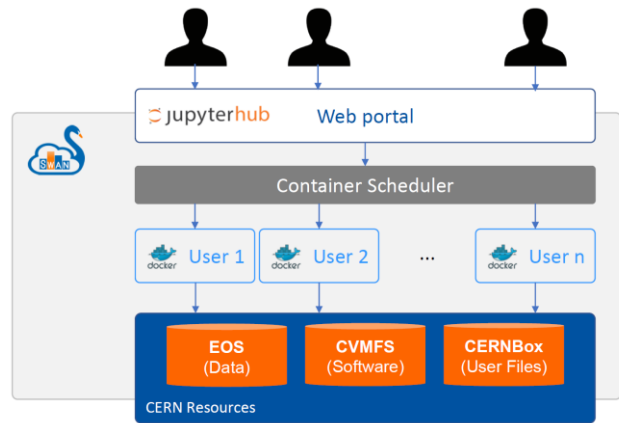 jupyterhub Web portal
SWAN
Container Scheduler
docker User 1
docker User 2
...
docker User n
EOS
(Data)
CVMFS
(Software)
CERNBox
(User Files)
CERN Resources